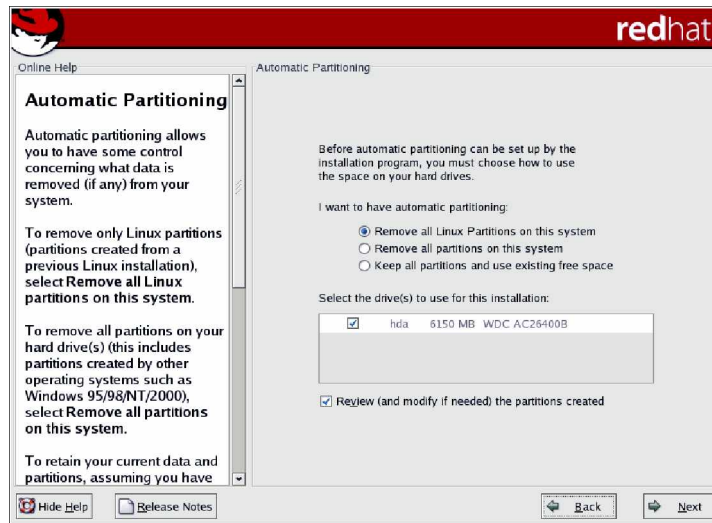 redhat
Online Help
Automatic Partitioning
Automatic partitioning allows
you to have some control
concerning what data is
removed (if any) from your
system.
To remove only Linux partitions
(partitions created from a
previous Linux installation),
select Remove all Linux
partitions on this system.
To remove all partitions on your
hard drive(s) (this includes
partitions created by other
operating systems such as
Windows 95/98/NT/2000),
select Remove all partitions
on this system.
To retain your current data and
partitions, assuming you have
Automatic Partitioning
Before automatic partitioning can be set up by the
installation program, you must choose how to use
the space on your hard drives.
I want to have automatic partitioning:
Remove all Linux Partitions on this system
Remove all partitions on this system
Keep all partitions and use existing free space
Select the drive(s) to use for this installation:
hda 6150 MB WDC AC26400B
Review (and modify if needed) the partitions created
Hide Help
Release Notes
Back
Next